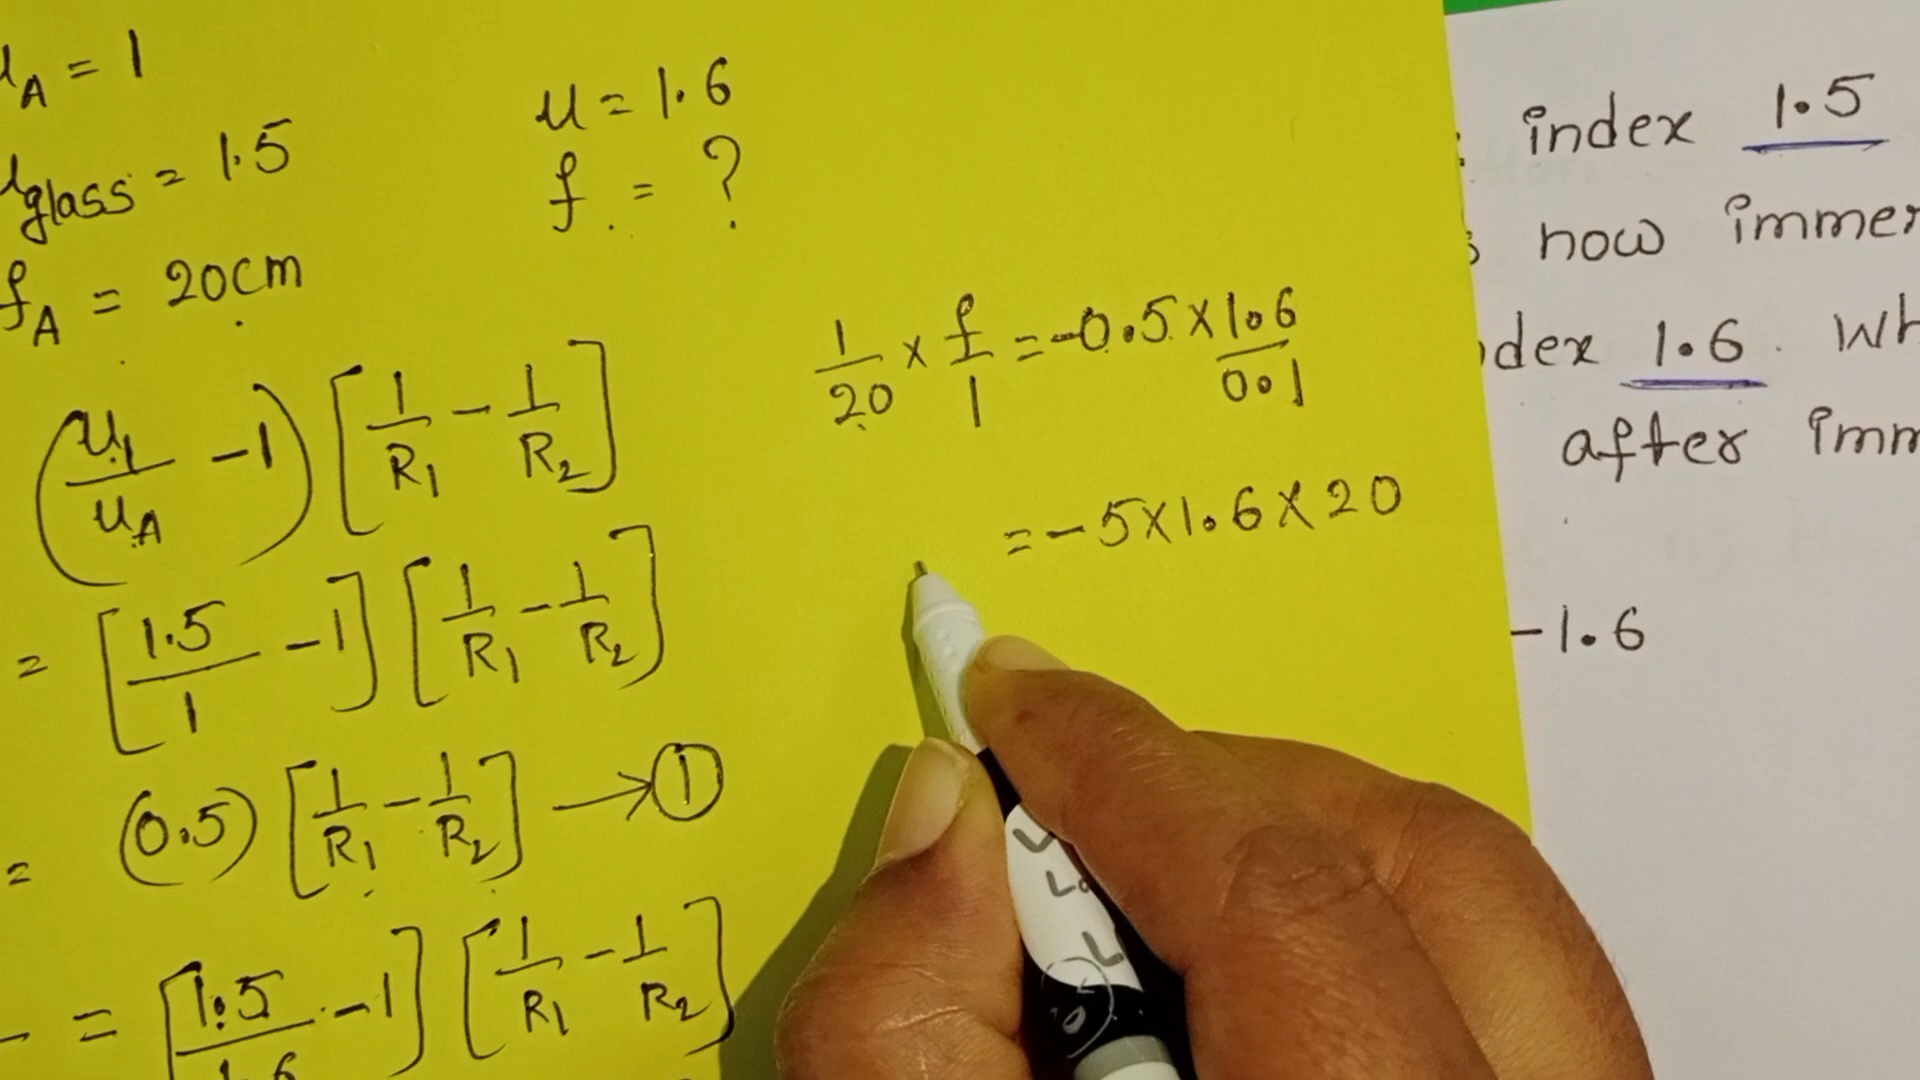 μA = 1
μglass = 1.5
fA = 20cm
(μ1/μA - 1) [1/R1 - 1/R2]
= [1.5/1 - 1] [1/R1 - 1/R2]
= (0.5) [1/R1 - 1/R2] → ①
= [1.5/1.6 - 1] [1/R1 - 1/R2]
μ = 1.6
f = ?
1/20 × f/1 = -0.5 × 1.6/0.1
= -5×1.6×20
index 1.5
now immer
dex 1.6. Wh
after imm
-1.6